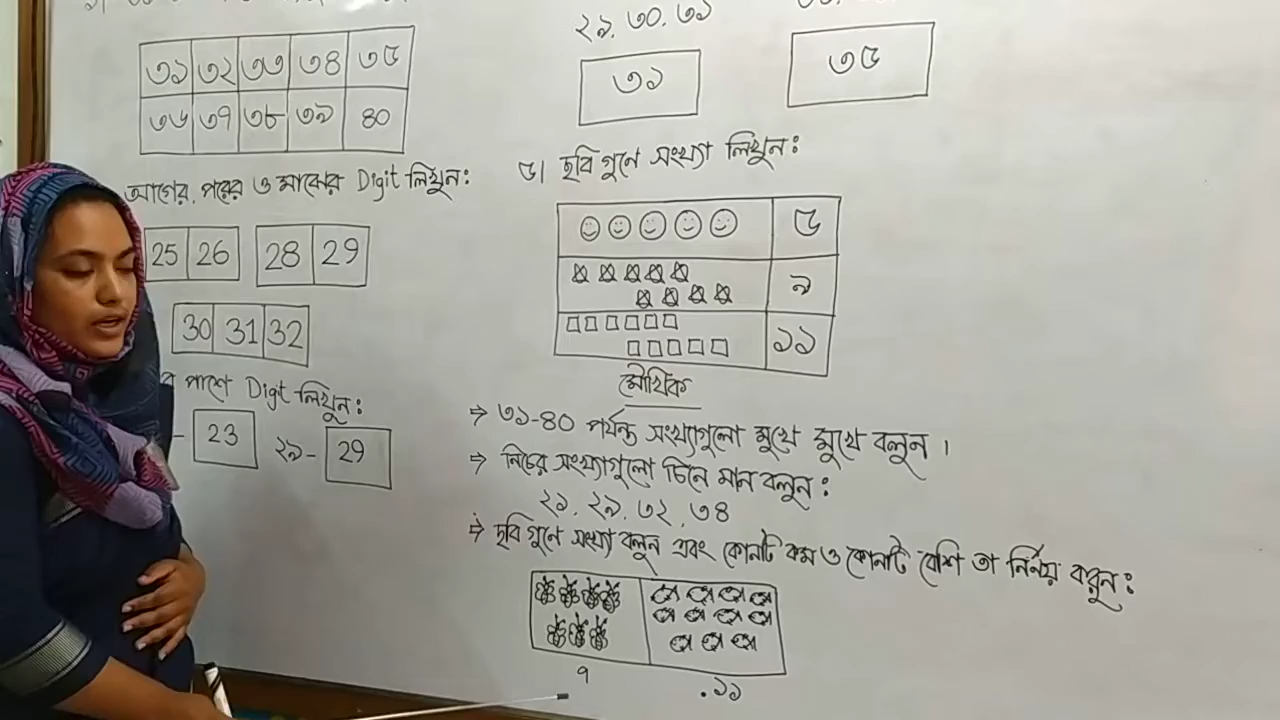 ৩১ ৩২ ৩৩ ৩৪ ৩৫
৩৬ ৩৭ ৩৮ ৩৯ ৪০
আগের, পরের ও মাঝের Digit লিখুন:
25 26 28 29
30 31 32
পাশে Digit লিখুন:
- 23 ২৯- 29
২৯, ৩০, ৩১
৩১ ৩৫
৫। ছবি গুনে সংখ্যা লিখুন:
৫
৯
১১
মৌখিক
⇒ ৩১-৪০ পর্যন্ত সংখ্যাগুলো মুখে মুখে বলুন।
⇒ নিচের সংখ্যাগুলো চিনে মান বলুন:
২১, ২৯, ৩২, ৩৪
⇒ ছবি গুনে সংখ্যা বলুন এবং কোনটি কম ও কোনটি বেশি তা নির্নয় করুন:
৭ .১১